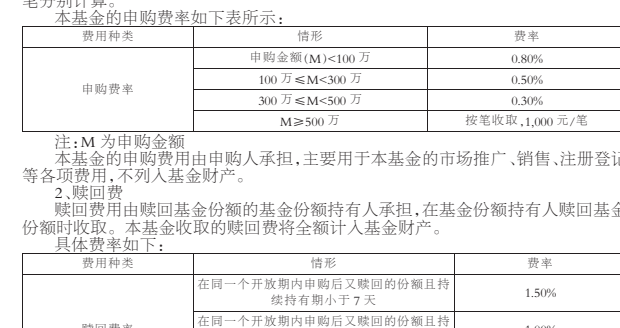 笔分别计算。
本基金的申购费率如下表所示：
费用种类 情形 费率
申购金额(M)<100 万 0.80%
100 万≤M<300 万 0.50%
申购费率
300 万≤M<500 万 0.30%
M≥500 万 按笔收取,1,000 元/笔
注：M 为申购金额
本基金的申购费用由申购人承担，主要用于本基金的市场推广、销售、注册登记
等各项费用，不列入基金财产。
2、赎回费
赎回费用由赎回基金份额的基金份额持有人承担，在基金份额持有人赎回基金
份额时收取。本基金收取的赎回费将全额计入基金财产。
具体费率如下：
费用种类 情形 费率
在同一个开放期内申购后又赎回的份额且持
续持有期小于 7 天 1.50%
赎回费率
在同一个开放期内申购后又赎回的份额且持